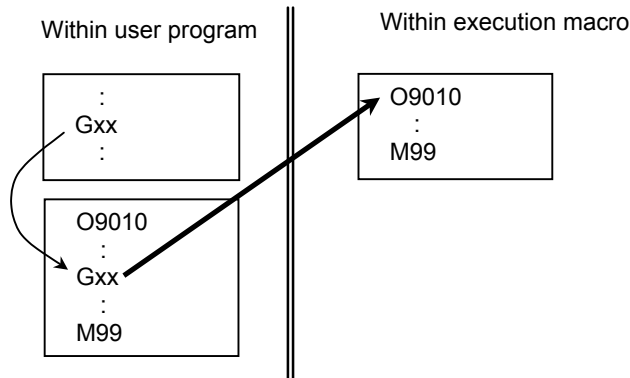 Within user program
:
Gxx
:
O9010
:
Gxx
:
M99
Within execution macro
O9010
:
M99